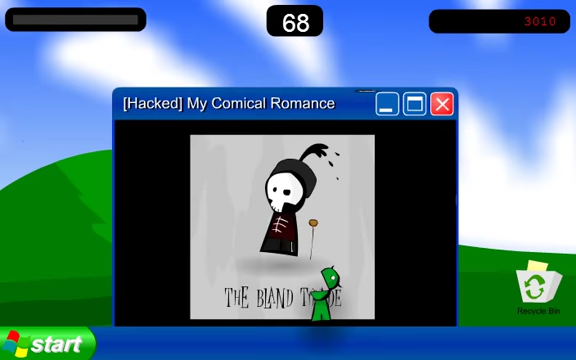 68
3010
[Hacked] My Comical Romance
THE BLAND
Recycle Bin
start